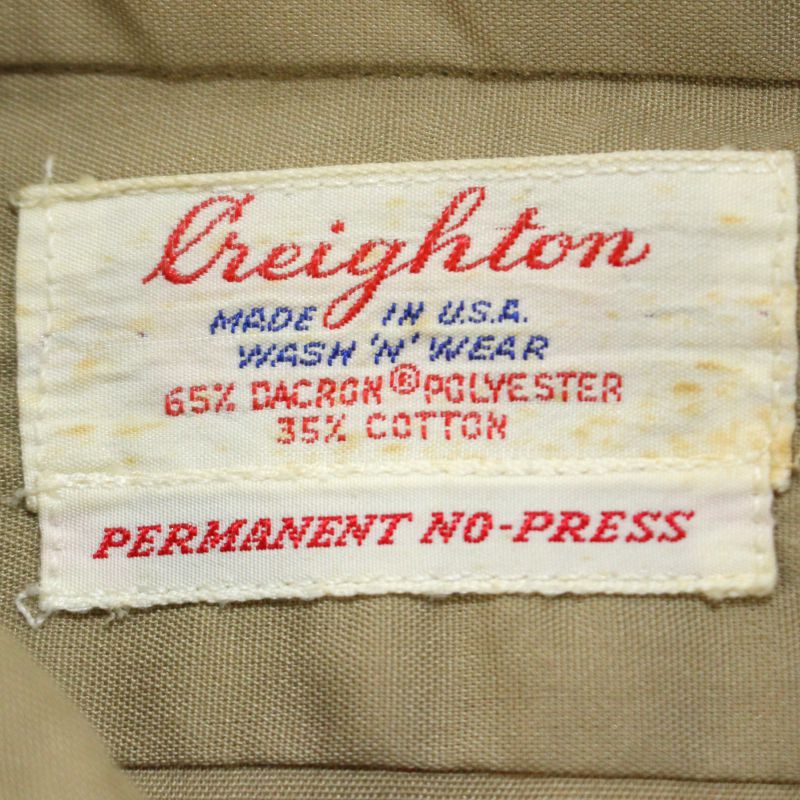 Creighton
MADE IN U.S.A.
WASH 'N' WEAR
65% DACRON® POLYESTER
35% COTTON
PERMANENT NO-PRESS